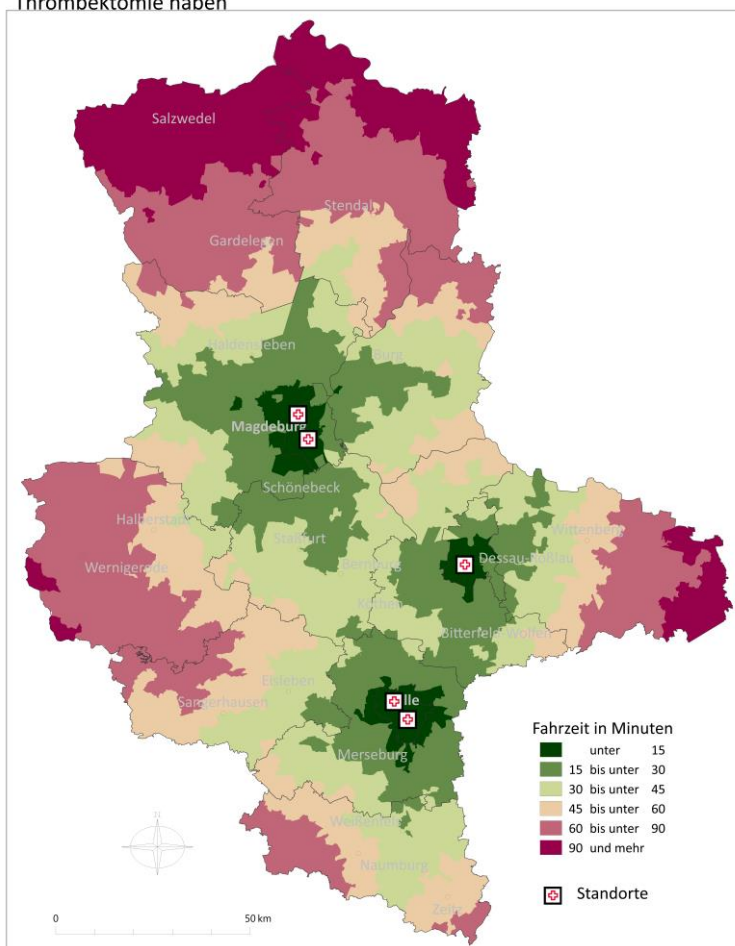 Thrombektomie haben
Salzwedel
Stendal
Gardelegen
Haldensleben
Burg
Magdeburg
Schönebeck
Halberstadt
Staßfurt
Wittenberg
Wernigerode
Bernburg
Dessau-Roßlau
Köthen
Bitterfeld-Wolfen
Eisleben
Sangerhausen
lle
Merseburg
Weißenfels
Naumburg
Zeitz
Fahrzeit in Minuten
unter 15
15 bis unter 30
30 bis unter 45
45 bis unter 60
60 bis unter 90
90 und mehr
Standorte
0 50 km